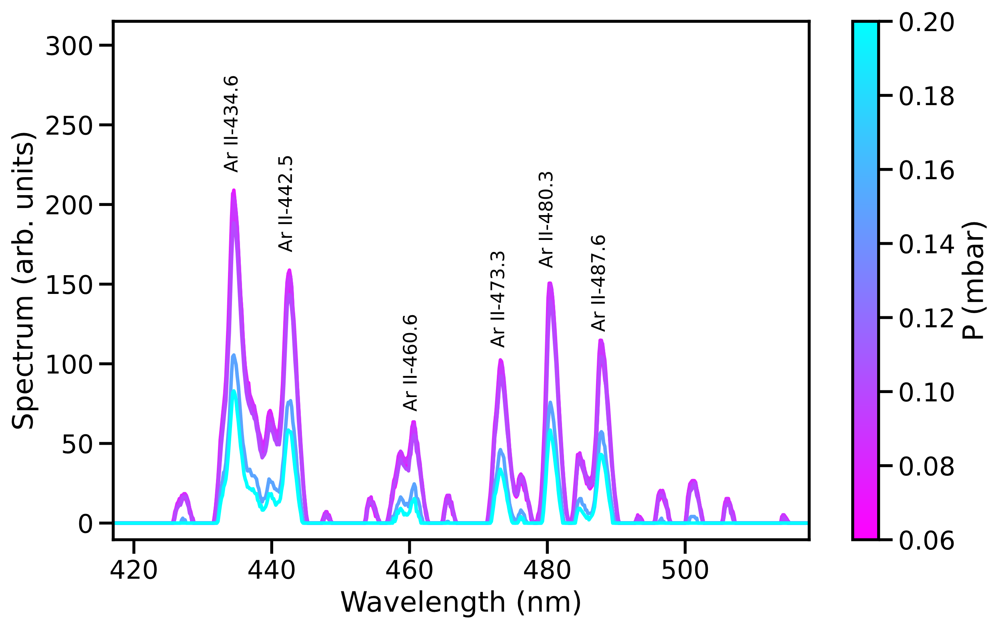 300
250
200
150
100
50
0
Spectrum (arb. units)
Ar II-434.6
Ar II-442.5
Ar II-460.6
Ar II-473.3
Ar II-480.3
Ar II-487.6
420
440
460
480
500
Wavelength (nm)
0.20
0.18
0.16
0.14
0.12
0.10
0.08
0.06
P (mbar)